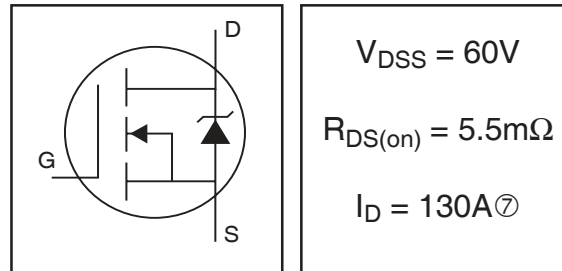 D
G
S
V_DSS = 60V
R_DS(on) = 5.5mΩ
I_D = 130A⑦